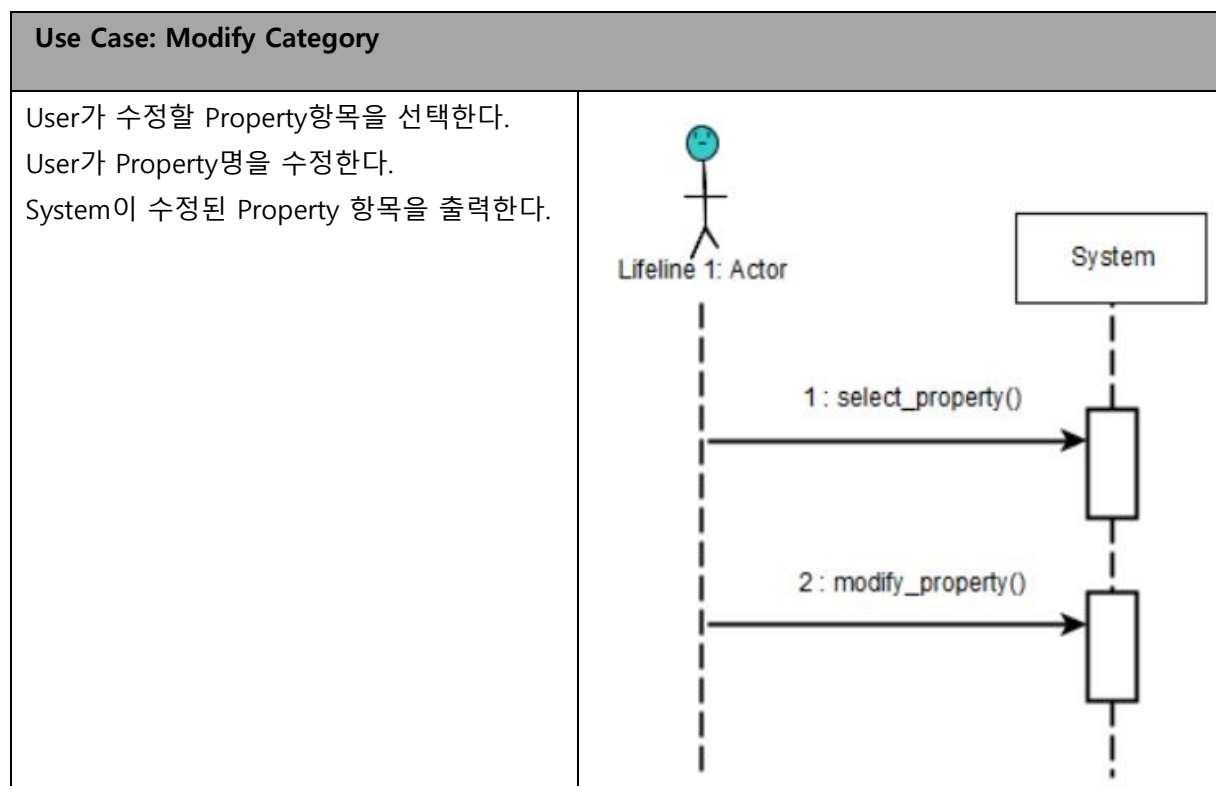 Use Case: Modify Category
User가 수정할 Property항목을 선택한다.
User가 Property명을 수정한다.
System이 수정된 Property 항목을 출력한다.
Lifeline 1: Actor
System
1 : select_property()
2 : modify_property()